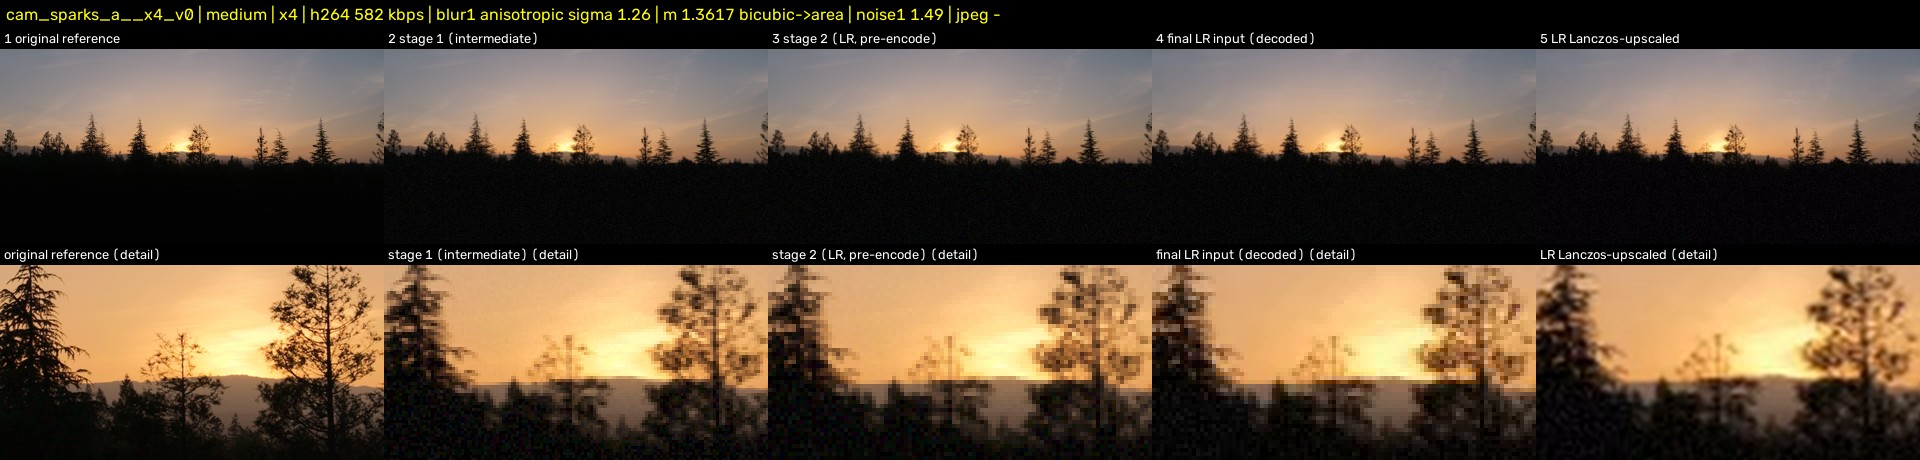 cam_sparks_a__x4_v0 | medium | x4 | h264 582 kbps | blur1 anisotropic sigma 1.26 | m 1.3617 bicubic->area | noise1 1.49 | jpeg -
1 original reference
2 stage 1 (intermediate)
3 stage 2 (LR, pre-encode)
4 final LR input (decoded)
5 LR Lanczos-upscaled
original reference (detail)
stage 1 (intermediate) (detail)
stage 2 (LR, pre-encode) (detail)
final LR input (decoded) (detail)
LR Lanczos-upscaled (detail)